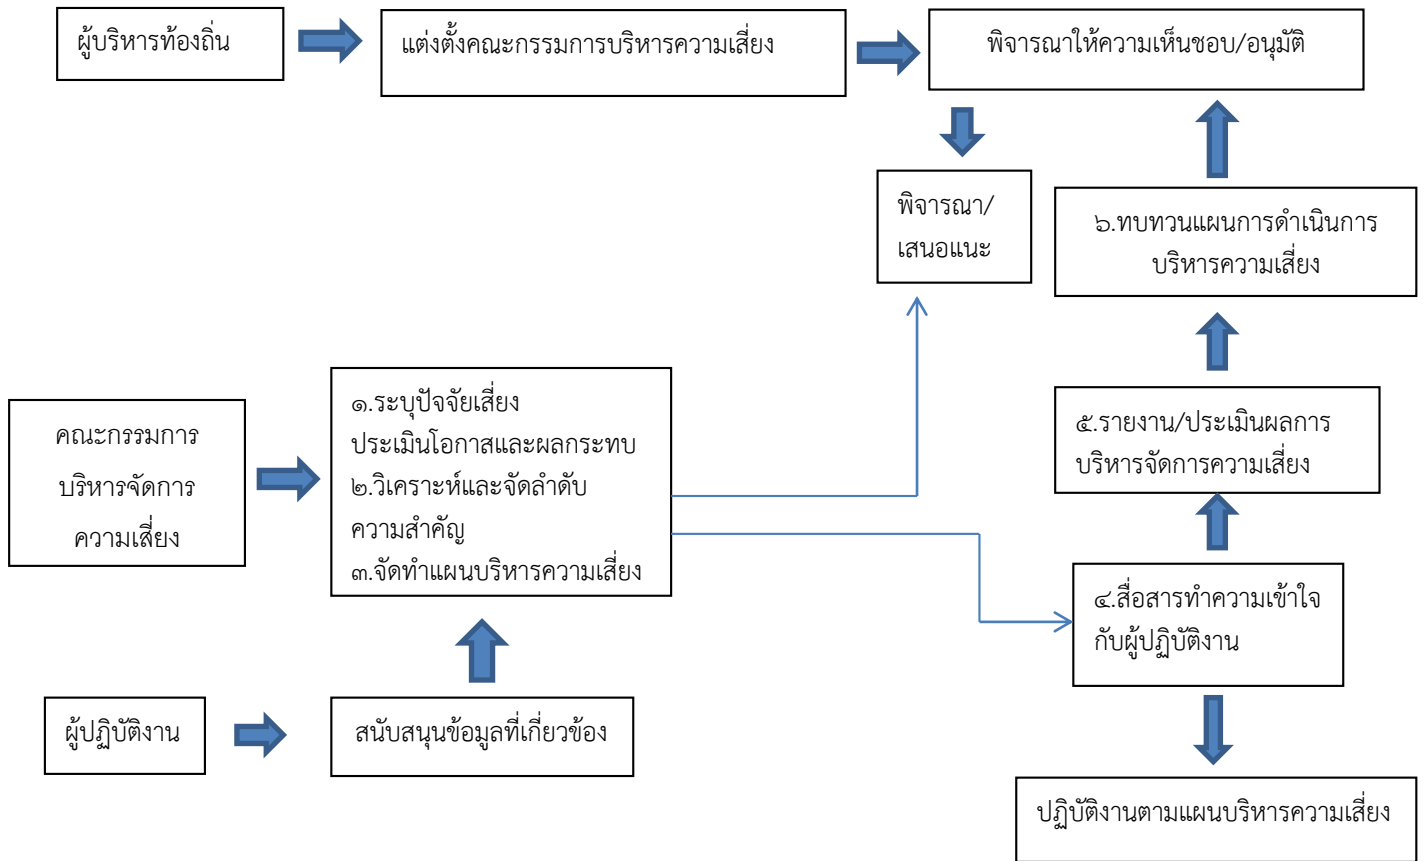 ผู้บริหารท้องถิ่น
แต่งตั้งคณะกรรมการบริหารความเสี่ยง
พิจารณาให้ความเห็นชอบ/อนุมัติ
พิจารณา/
เสนอแนะ
๖.ทบทวนแผนการดำเนินการ
บริหารความเสี่ยง
คณะกรรมการ
บริหารจัดการ
ความเสี่ยง
๑.ระบุปัจจัยเสี่ยง
ประเมินโอกาสและผลกระทบ
๒.วิเคราะห์และจัดลำดับ
ความสำคัญ
๓.จัดทำแผนบริหารความเสี่ยง
๕.รายงาน/ประเมินผลการ
บริหารจัดการความเสี่ยง
๔.สื่อสารทำความเข้าใจ
กับผู้ปฏิบัติงาน
ผู้ปฏิบัติงาน
สนับสนุนข้อมูลที่เกี่ยวข้อง
ปฏิบัติงานตามแผนบริหารความเสี่ยง